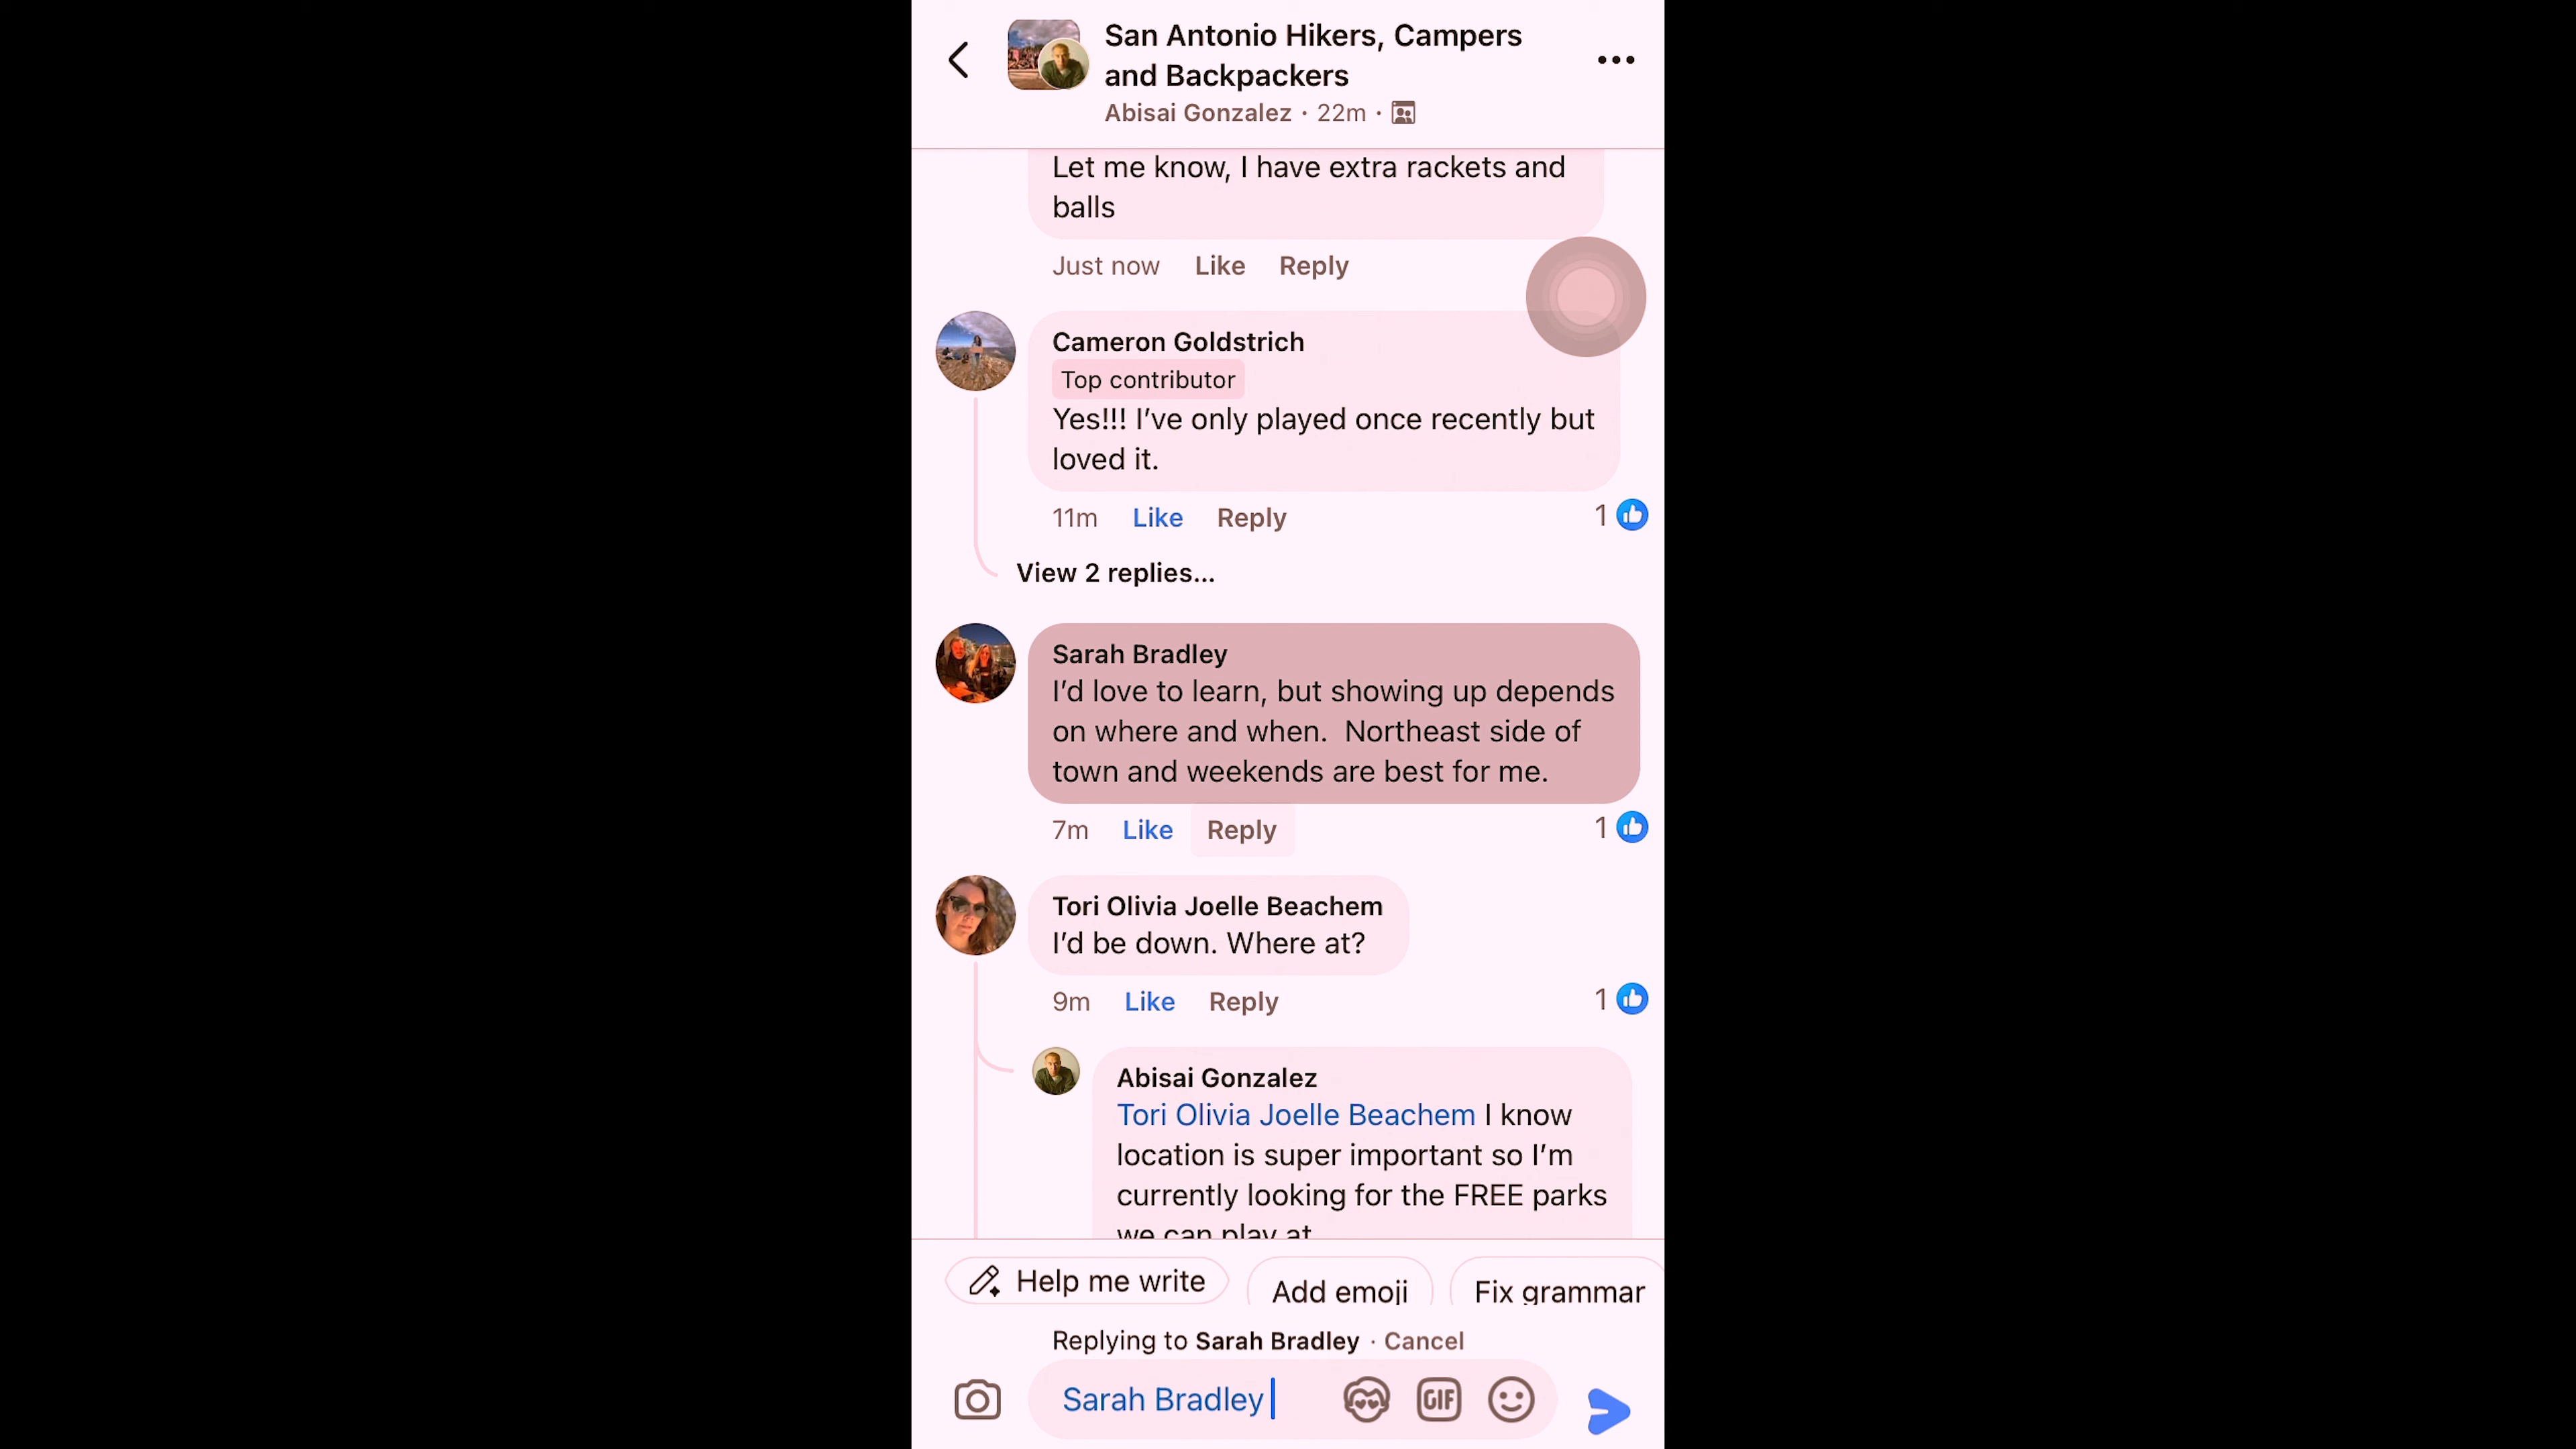 San Antonio Hikers, Campers
and Backpackers
Abisai Gonzalez · 22m ·
Let me know, I have extra rackets and
balls
Just now Like Reply
Cameron Goldstrich
Top contributor
Yes!!! I’ve only played once recently but
loved it.
11m Like Reply 1
View 2 replies...
Sarah Bradley
I’d love to learn, but showing up depends
on where and when.  Northeast side of
town and weekends are best for me.
7m Like Reply 1
Tori Olivia Joelle Beachem
I’d be down. Where at?
9m Like Reply 1
Abisai Gonzalez
Tori Olivia Joelle Beachem I know
location is super important so I’m
currently looking for the FREE parks
we can play at
Help me write Add emoji Fix grammar
Replying to Sarah Bradley · Cancel
Sarah Bradley GIF